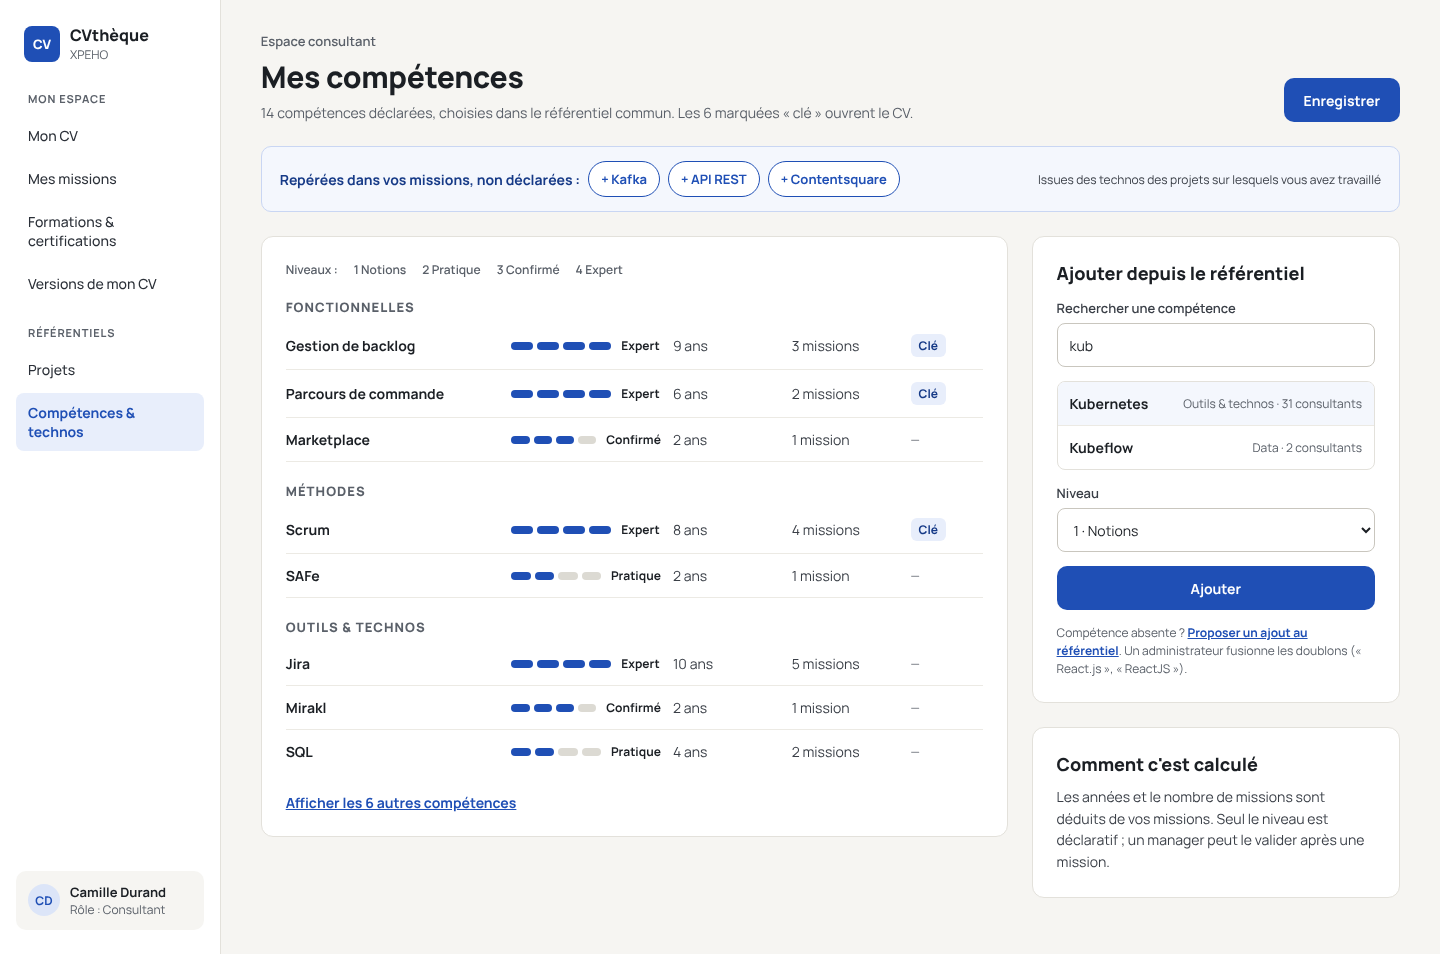 CV
CVthèque
XPEHO
MON ESPACE
Mon CV
Mes missions
Formations &
certifications
Versions de mon CV
RÉFÉRENTIELS
Projets
Compétences &
technos
CD
Camille Durand
Rôle : Consultant
Espace consultant
Mes compétences
14 compétences déclarées, choisies dans le référentiel commun. Les 6 marquées « clé » ouvrent le CV.
Enregistrer
Repérées dans vos missions, non déclarées : + Kafka + API REST + Contentsquare Issues des technos des projets sur lesquels vous avez travaillé
Niveaux : 1 Notions 2 Pratique 3 Confirmé 4 Expert
FONCTIONNELLES
Gestion de backlog Expert 9 ans 3 missions Clé
Parcours de commande Expert 6 ans 2 missions Clé
Marketplace Confirmé 2 ans 1 mission –
MÉTHODES
Scrum Expert 8 ans 4 missions Clé
SAFe Pratique 2 ans 1 mission –
OUTILS & TECHNOS
Jira Expert 10 ans 5 missions –
Mirakl Confirmé 2 ans 1 mission –
SQL Pratique 4 ans 2 missions –
Afficher les 6 autres compétences
Ajouter depuis le référentiel
Rechercher une compétence
kub
Kubernetes Outils & technos · 31 consultants
Kubeflow Data · 2 consultants
Niveau
1 · Notions
Ajouter
Compétence absente ? Proposer un ajout au
référentiel. Un administrateur fusionne les doublons («
React.js », « ReactJS »).
Comment c'est calculé
Les années et le nombre de missions sont
déduits de vos missions. Seul le niveau est
déclaratif ; un manager peut le valider après une
mission.